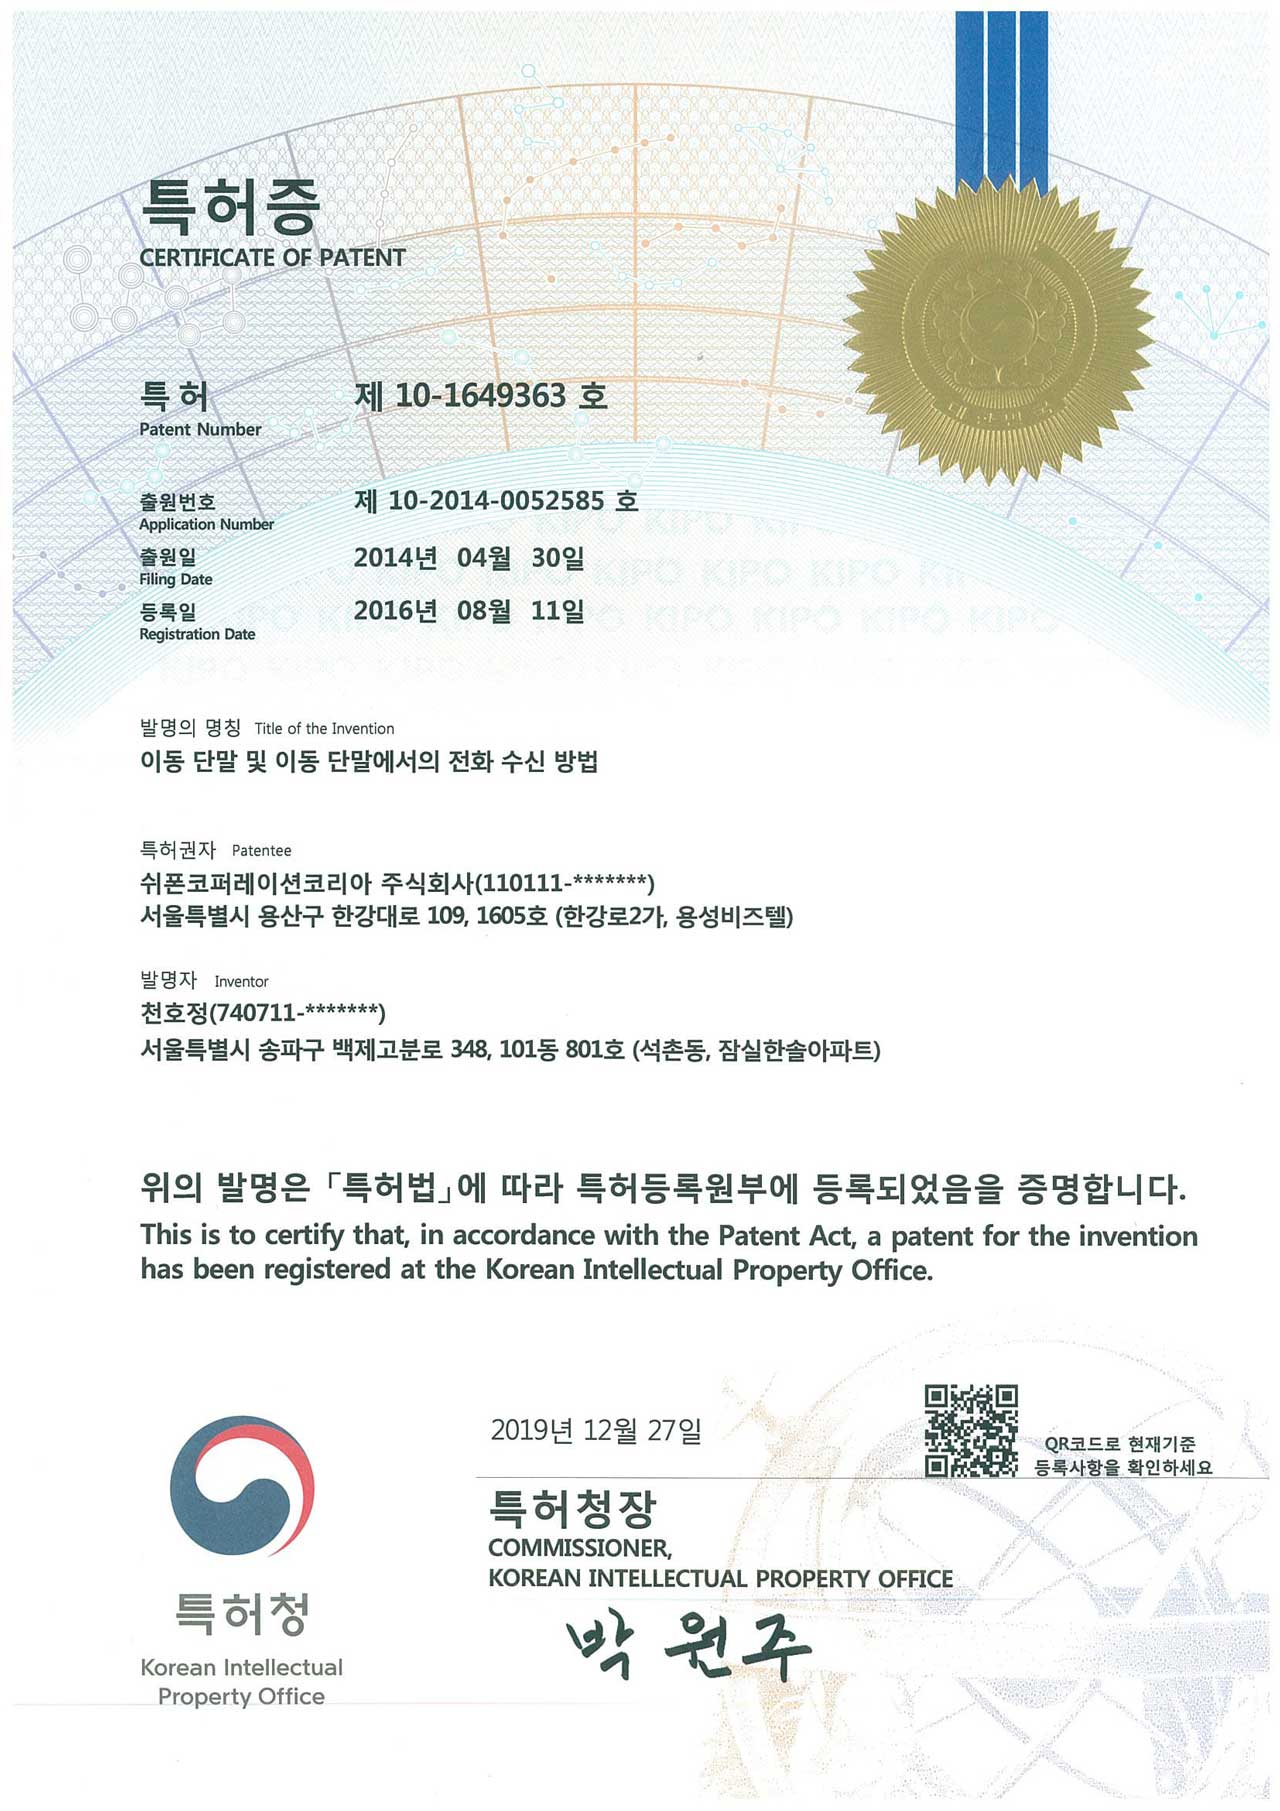 특허증
CERTIFICATE OF PATENT
특 허 제 10-1649363 호
Patent Number
출원번호 제 10-2014-0052585 호
Application Number
출원일 2014년 04월 30일
Filing Date
등록일 2016년 08월 11일
Registration Date
KIPO KIPO KIPO
KIPO KIPO KIPO KIPO KIPO KIPO
발명의 명칭 Title of the Invention
이동 단말 및 이동 단말에서의 전화 수신 방법
특허권자 Patentee
쉬폰코퍼레이션코리아 주식회사(110111-*******)
서울특별시 용산구 한강대로 109, 1605호 (한강로2가, 용성비즈텔)
발명자 Inventor
천호정(740711-*******)
서울특별시 송파구 백제고분로 348, 101동 801호 (석촌동, 잠실한솔아파트)
위의 발명은 「특허법」에 따라 특허등록원부에 등록되었음을 증명합니다.
This is to certify that, in accordance with the Patent Act, a patent for the invention
has been registered at the Korean Intellectual Property Office.
2019년 12월 27일
QR코드로 현재기준
등록사항을 확인하세요
특허청장
COMMISSIONER,
KOREAN INTELLECTUAL PROPERTY OFFICE
박 원 주
특허청
Korean Intellectual
Property Office